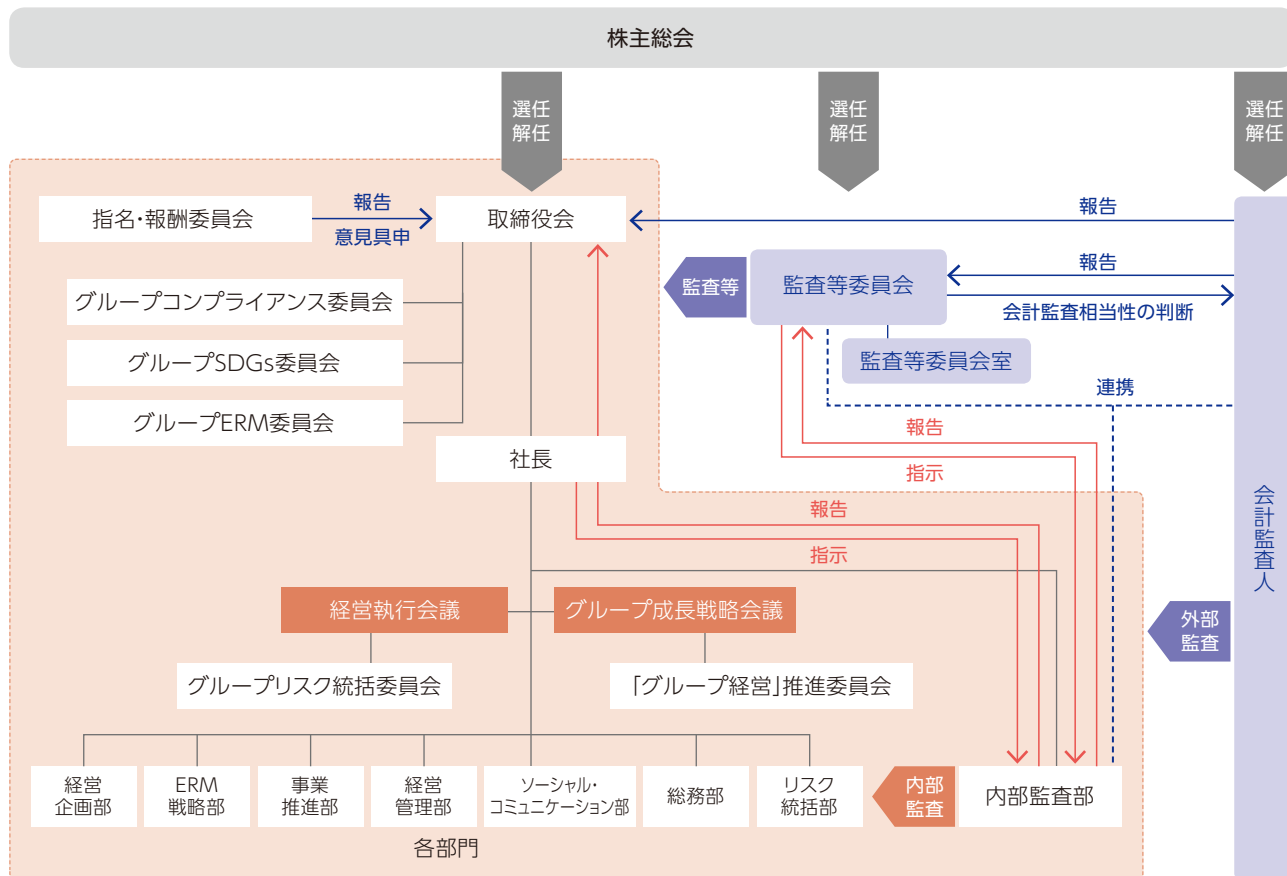 株主総会
選任
解任
選任
解任
選任
解任
指名・報酬委員会
報告
意見具申
取締役会
報告
監査等
監査等委員会
報告
会計監査相当性の判断
グループコンプライアンス委員会
グループSDGs委員会
監査等委員会室
連携
グループERM委員会
報告
社長
指示
会計監査人
報告
指示
経営執行会議
グループ成長戦略会議
外部
監査
グループリスク統括委員会
「グループ経営」推進委員会
経営
企画部
ERM
戦略部
事業
推進部
経営
管理部
ソーシャル・
コミュニケーション部
総務部
リスク
統括部
内部
監査
内部監査部
各部門